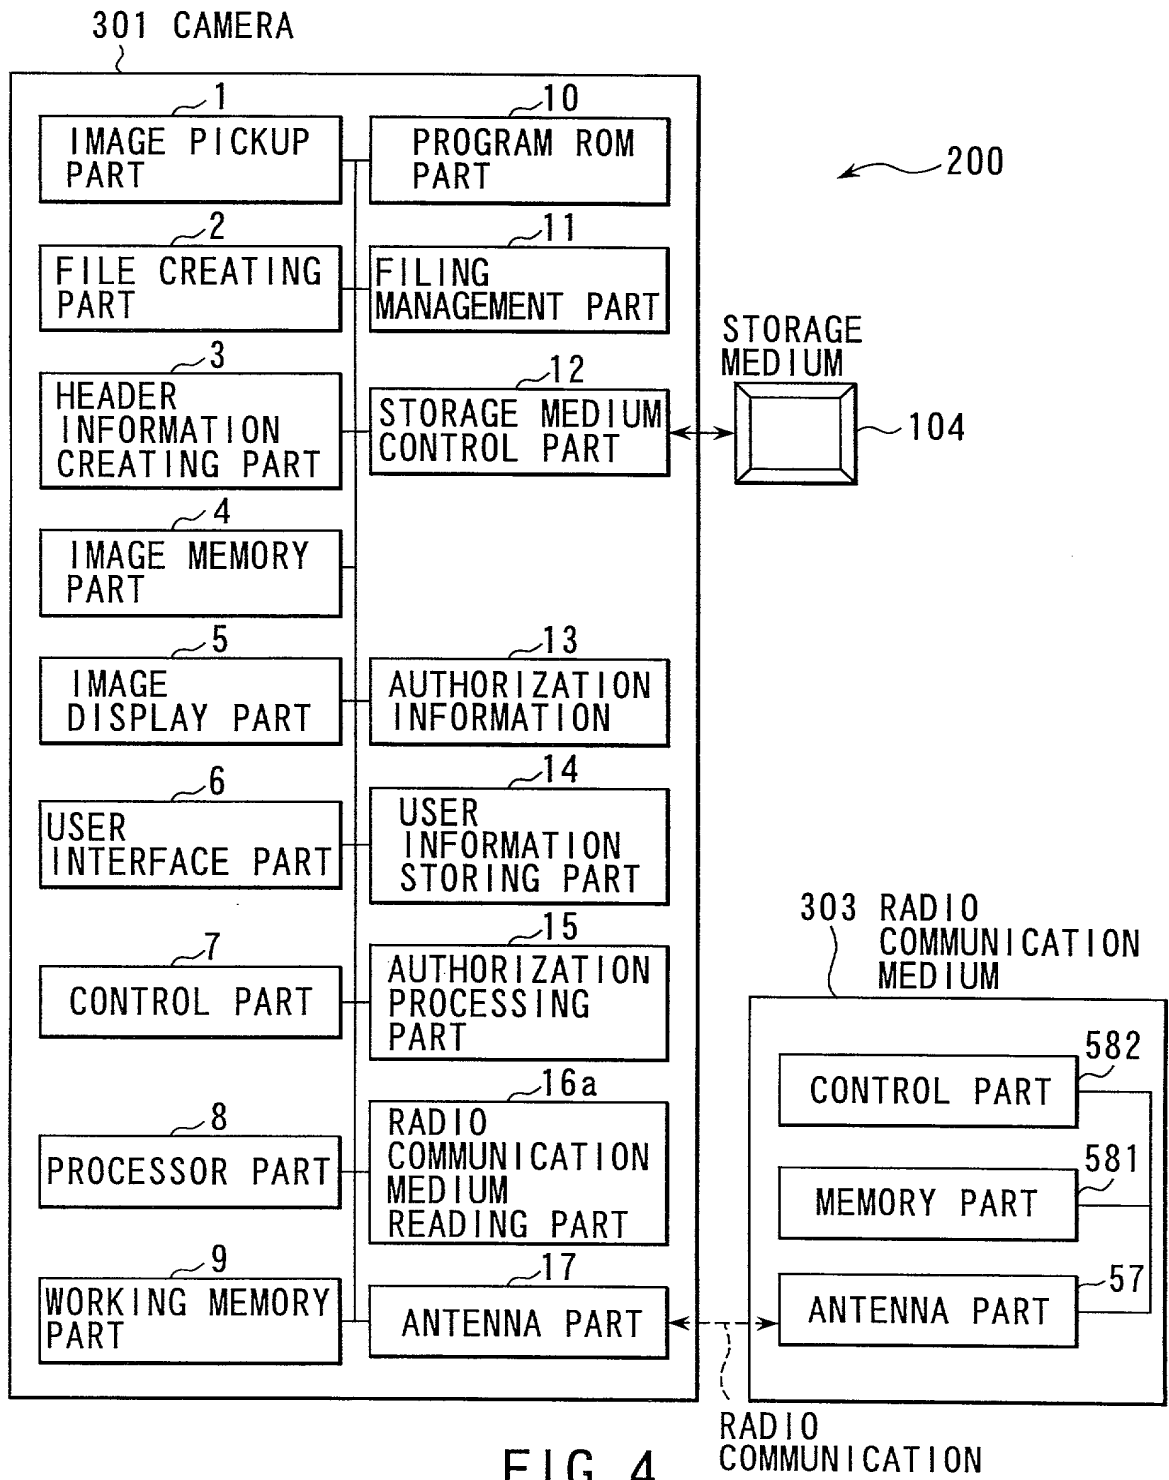 301 CAMERA
1
IMAGE PICKUP
PART
10
PROGRAM ROM
PART
200
2
FILE CREATING
PART
11
FILING
MANAGEMENT PART
3
HEADER
INFORMATION
CREATING PART
12
STORAGE MEDIUM
CONTROL PART
STORAGE
MEDIUM
104
4
IMAGE MEMORY
PART
5
IMAGE
DISPLAY PART
13
AUTHORIZATION
INFORMATION
6
USER
INTERFACE PART
14
USER
INFORMATION
STORING PART
7
CONTROL PART
15
AUTHORIZATION
PROCESSING
PART
8
PROCESSOR PART
16a
RADIO
COMMUNICATION
MEDIUM
READING PART
9
WORKING MEMORY
PART
17
ANTENNA PART
303 RADIO
COMMUNICATION
MEDIUM
582
CONTROL PART
581
MEMORY PART
57
ANTENNA PART
RADIO
COMMUNICATION
FIG. 4